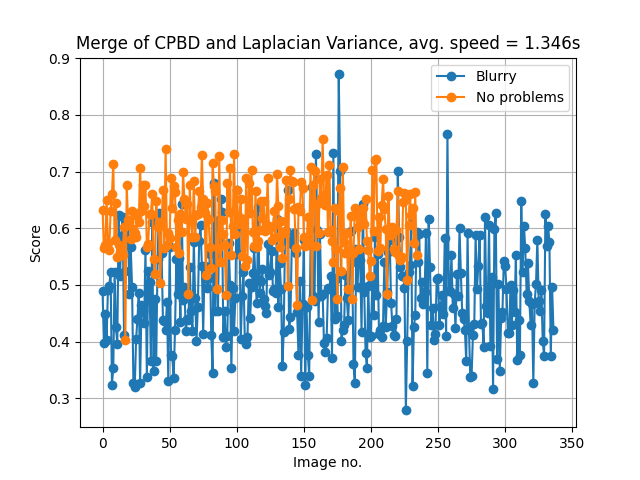 Merge of CPBD and Laplacian Variance, avg. speed = 1.346s
0.9
0.8
0.7
0.6
0.5
0.4
0.3
Score
Blurry
No problems
0 50 100 150 200 250 300 350
Image no.